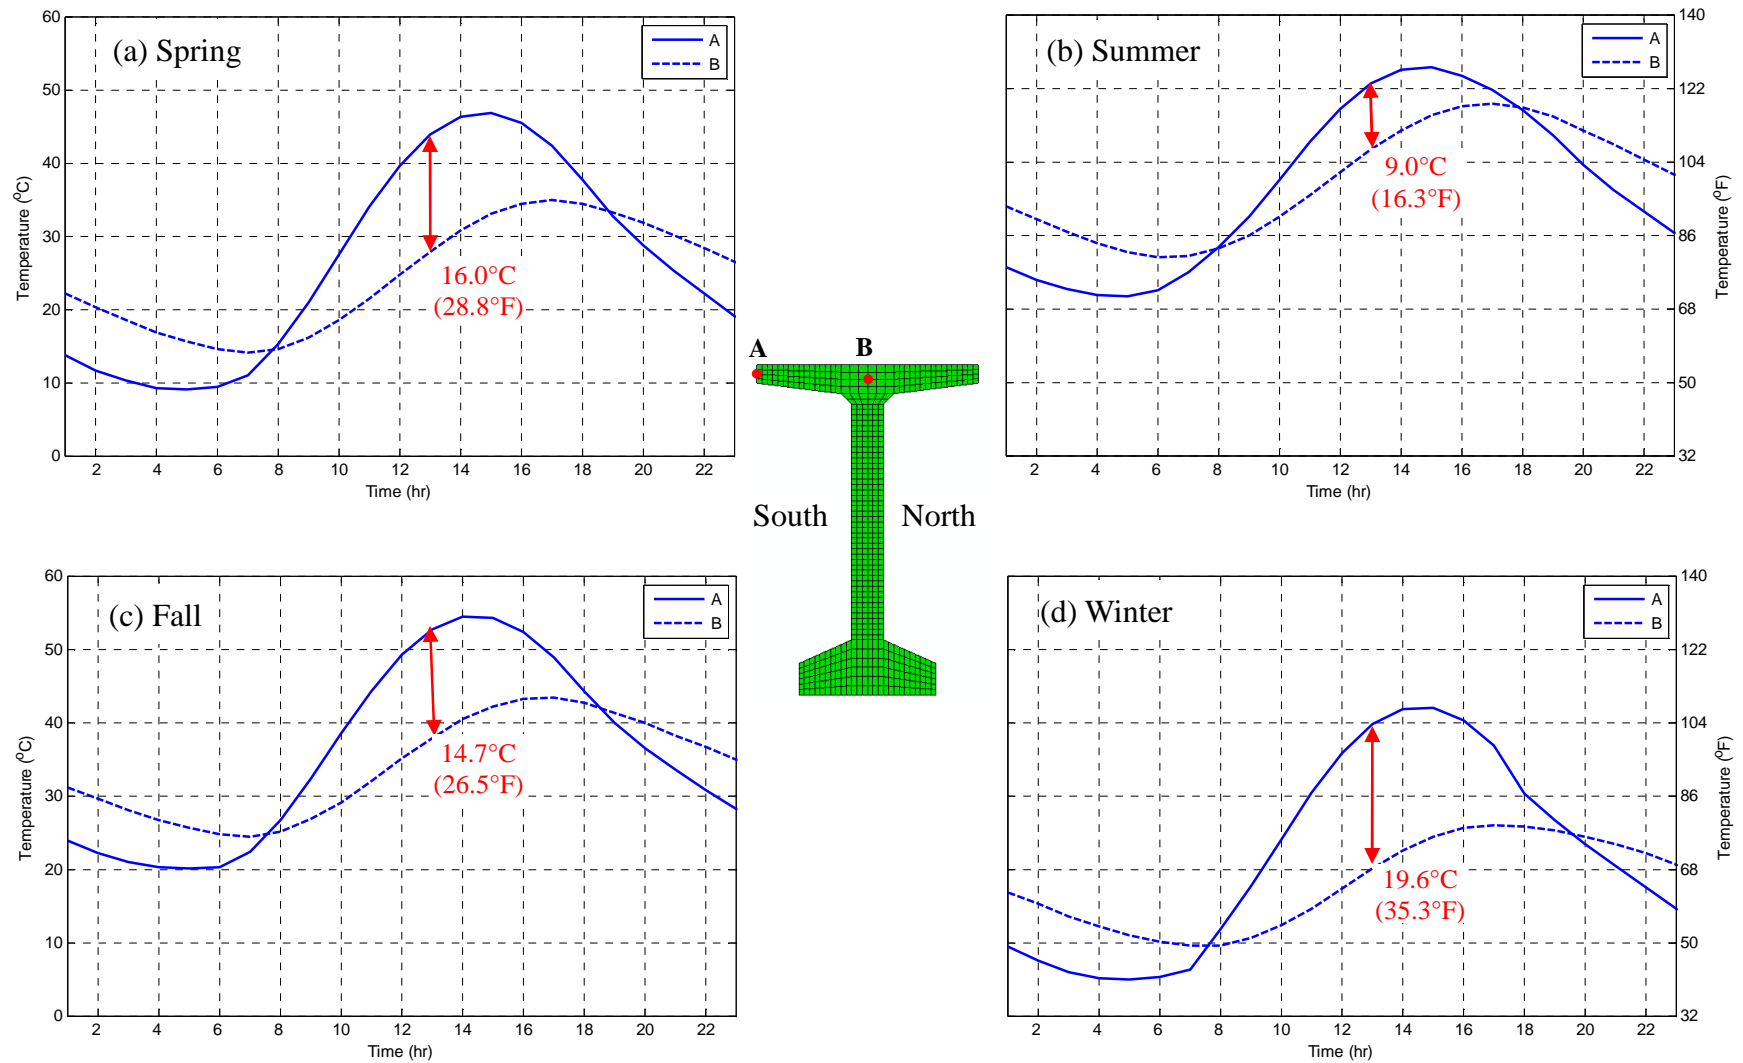 (a) Spring
A
B
60
50
40
30
20
10
0
Temperature (°C)
2 4 6 8 10 12 14 16 18 20 22
Time (hr)
16.0°C
(28.8°F)
(b) Summer
A
B
140
122
104
86
68
50
32
Temperature (°F)
2 4 6 8 10 12 14 16 18 20 22
Time (hr)
9.0°C
(16.3°F)
A B
South North
(c) Fall
A
B
60
50
40
30
20
10
0
Temperature (°C)
2 4 6 8 10 12 14 16 18 20 22
Time (hr)
14.7°C
(26.5°F)
(d) Winter
A
B
140
122
104
86
68
50
32
Temperature (°F)
2 4 6 8 10 12 14 16 18 20 22
Time (hr)
19.6°C
(35.3°F)